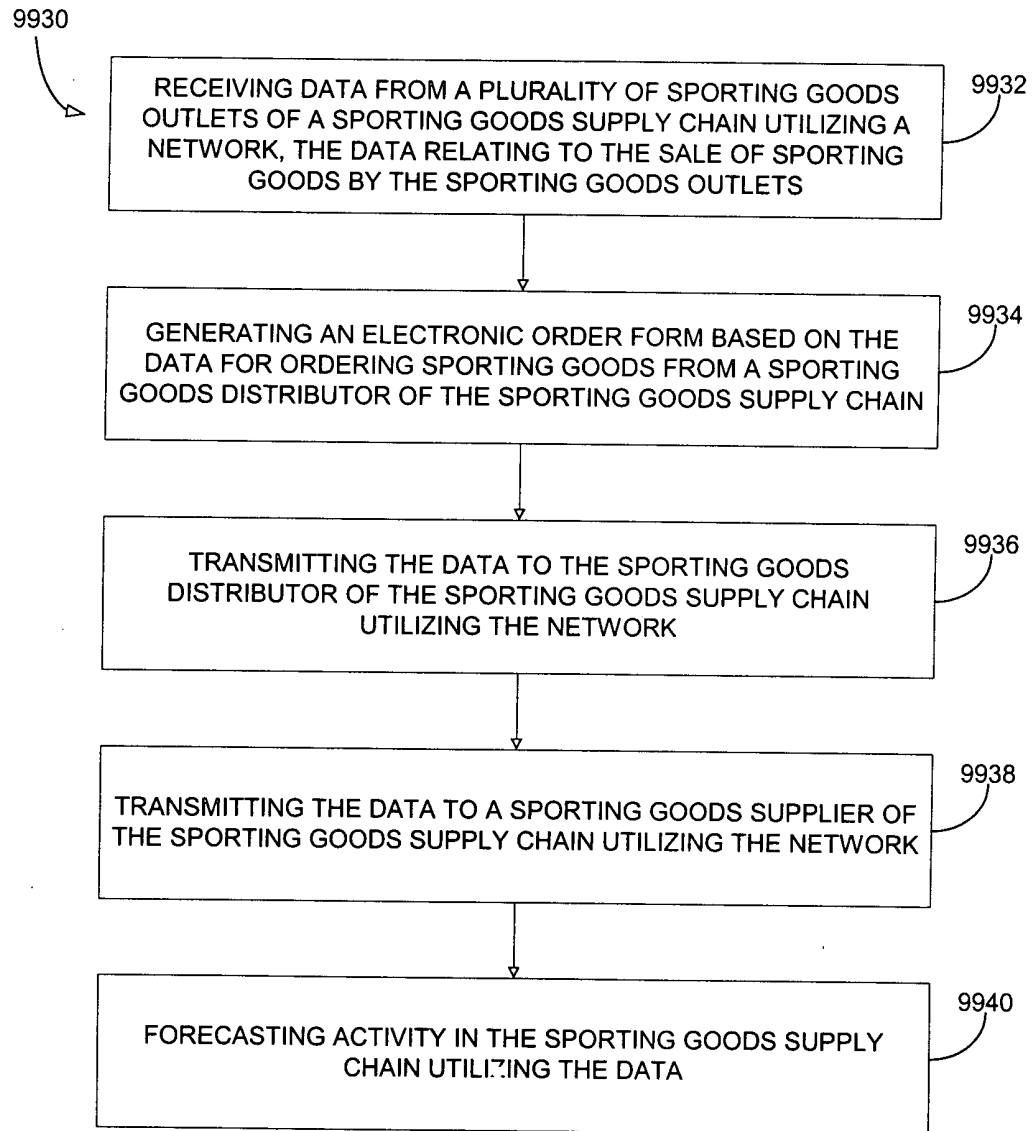 9930
RECEIVING DATA FROM A PLURALITY OF SPORTING GOODS
OUTLETS OF A SPORTING GOODS SUPPLY CHAIN UTILIZING A
NETWORK, THE DATA RELATING TO THE SALE OF SPORTING
GOODS BY THE SPORTING GOODS OUTLETS
9932
GENERATING AN ELECTRONIC ORDER FORM BASED ON THE
DATA FOR ORDERING SPORTING GOODS FROM A SPORTING
GOODS DISTRIBUTOR OF THE SPORTING GOODS SUPPLY CHAIN
9934
TRANSMITTING THE DATA TO THE SPORTING GOODS
DISTRIBUTOR OF THE SPORTING GOODS SUPPLY CHAIN
UTILIZING THE NETWORK
9936
TRANSMITTING THE DATA TO A SPORTING GOODS SUPPLIER OF
THE SPORTING GOODS SUPPLY CHAIN UTILIZING THE NETWORK
9938
FORECASTING ACTIVITY IN THE SPORTING GOODS SUPPLY
CHAIN UTILIZING THE DATA
9940